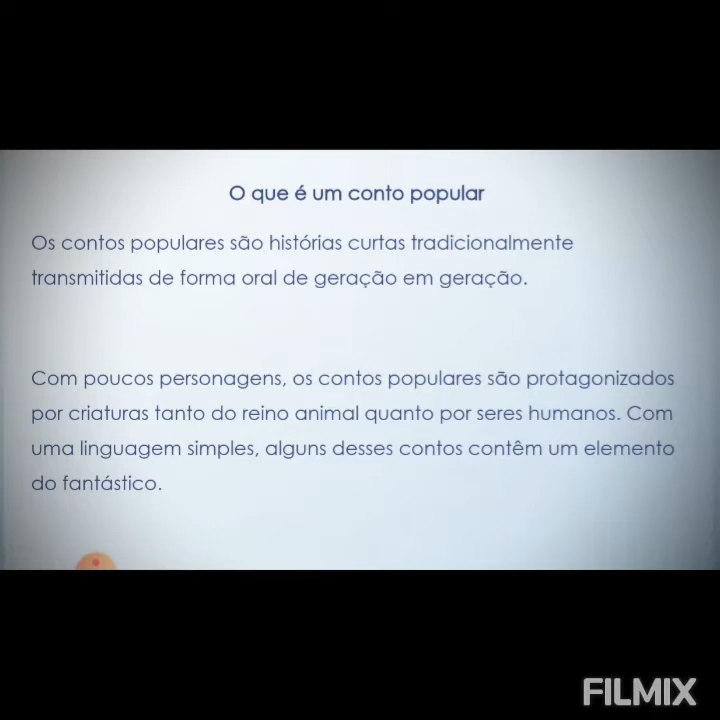 O que é um conto popular
Os contos populares são histórias curtas tradicionalmente
transmitidas de forma oral de geração em geração.
Com poucos personagens, os contos populares são protagonizados
por criaturas tanto do reino animal quanto por seres humanos. Com
uma linguagem simples, alguns desses contos contêm um elemento
do fantástico.
FILMIX